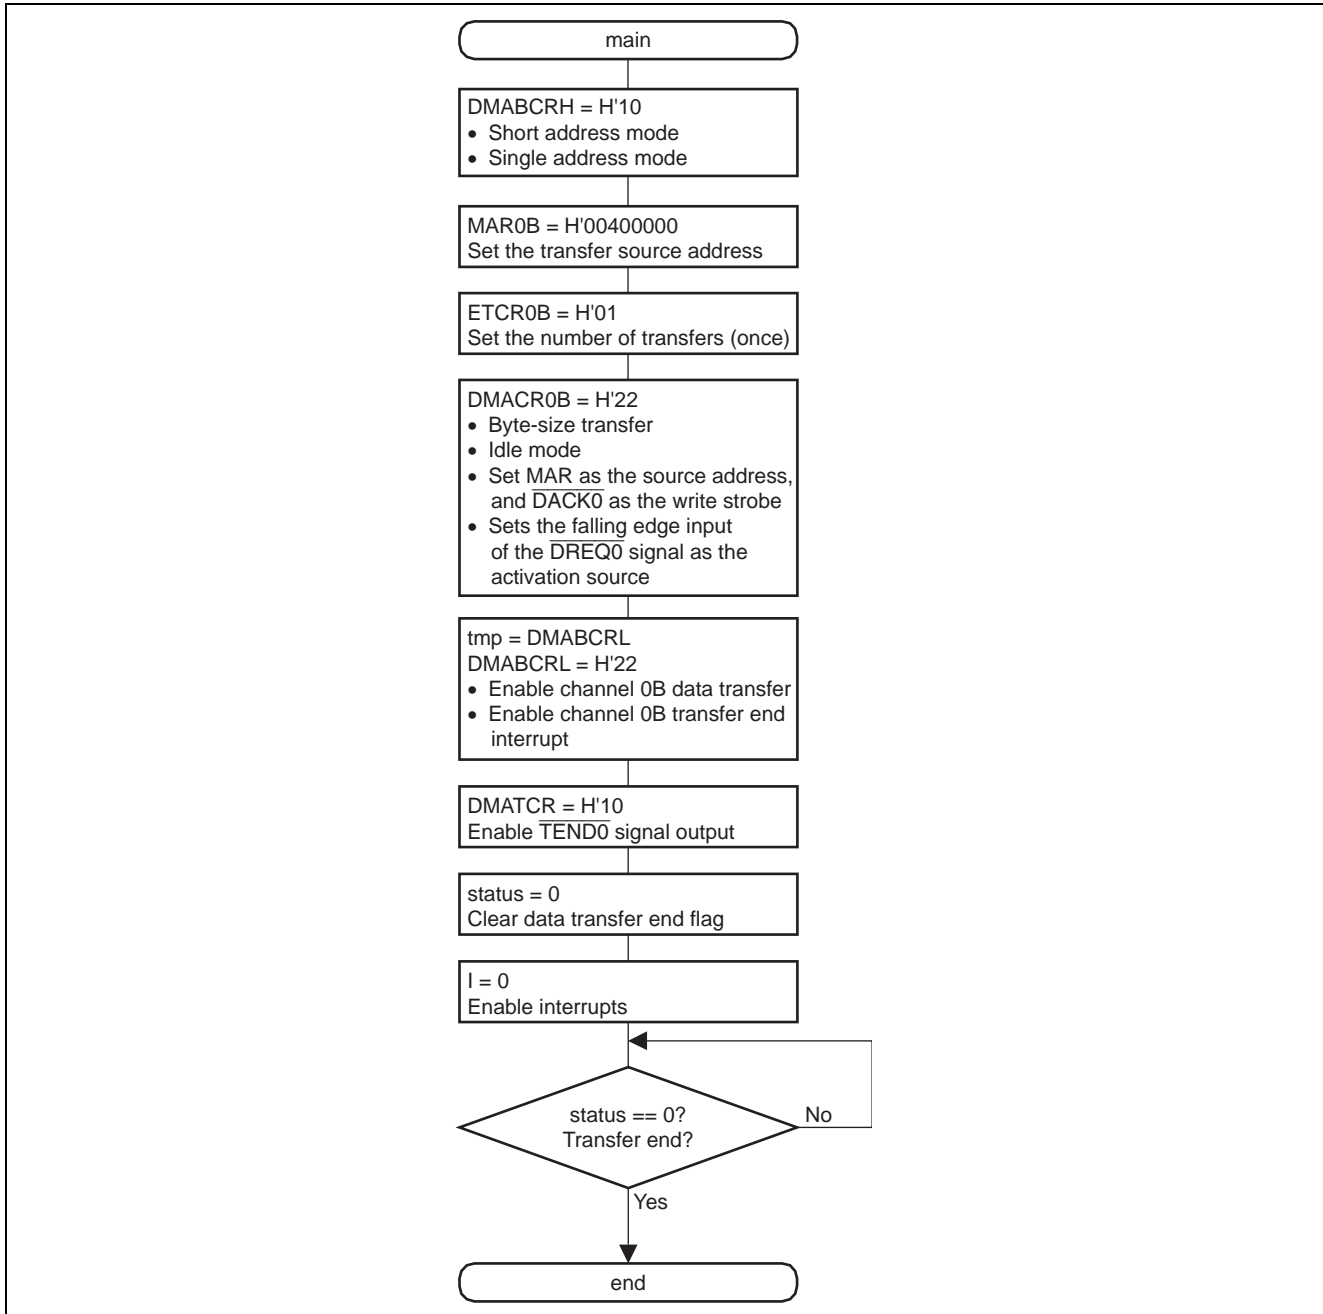 main
DMABCRH = H'10
• Short address mode
• Single address mode
MAR0B = H'00400000
Set the transfer source address
ETCR0B = H'01
Set the number of transfers (once)
DMACR0B = H'22
• Byte-size transfer
• Idle mode
• Set MAR as the source address,
and DACK0 as the write strobe
• Sets the falling edge input
of the DREQ0 signal as the
activation source
tmp = DMABCRL
DMABCRL = H'22
• Enable channel 0B data transfer
• Enable channel 0B transfer end
interrupt
DMATCR = H'10
Enable TEND0 signal output
status = 0
Clear data transfer end flag
I = 0
Enable interrupts
status == 0?
Transfer end?
No
Yes
end